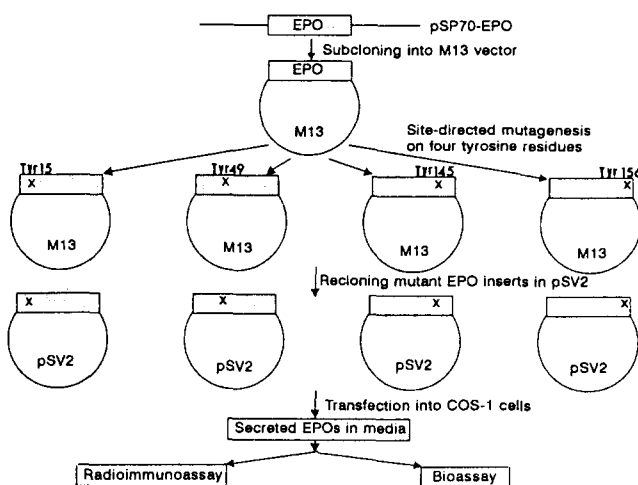 EPO
pSP70-EPO
Subcloning into M13 vector
EPO
M13
Site-directed mutagenesis
on four tyrosine residues
Tyr15
Tyr49
Tyr145
Tyr156
x
x
x
x
M13
M13
M13
M13
Recloning mutant EPO inserts in pSV2
x
x
x
x
pSV2
pSV2
pSV2
pSV2
Transfection into COS-1 cells
Secreted EPOs in media
Radioimmunoassay
Bioassay